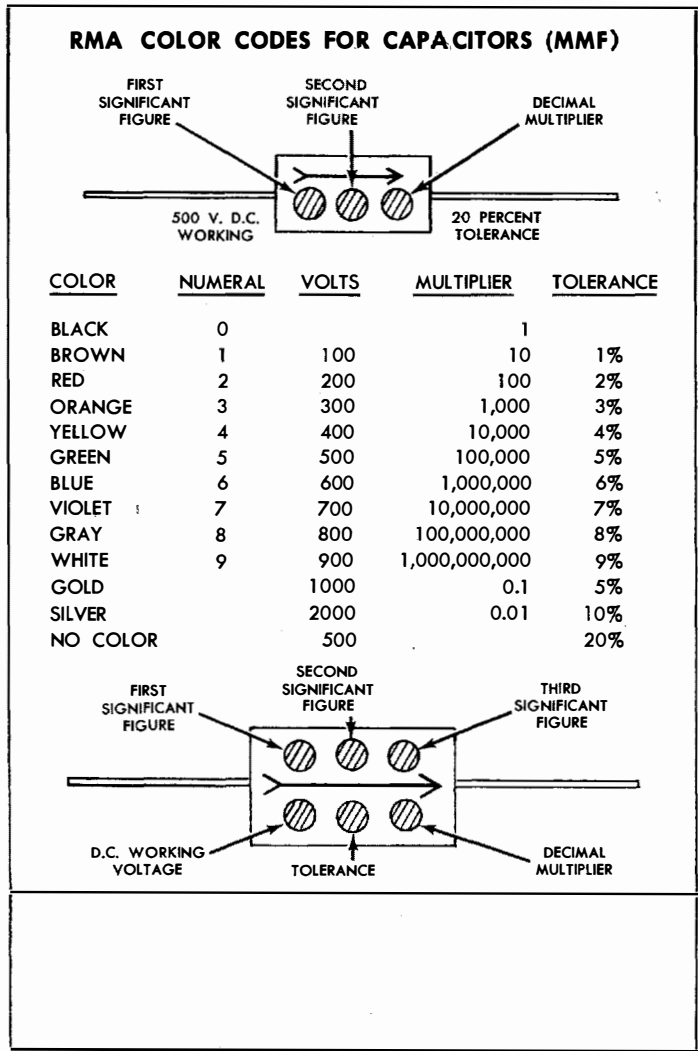 RMA COLOR CODES FOR CAPACITORS (MMF)
FIRST
SIGNIFICANT
FIGURE
SECOND
SIGNIFICANT
FIGURE
DECIMAL
MULTIPLIER
500 V. D.C.
WORKING
20 PERCENT
TOLERANCE
COLOR NUMERAL VOLTS MULTIPLIER TOLERANCE
BLACK 0 1
BROWN 1 100 10 1%
RED 2 200 100 2%
ORANGE 3 300 1,000 3%
YELLOW 4 400 10,000 4%
GREEN 5 500 100,000 5%
BLUE 6 600 1,000,000 6%
VIOLET 7 700 10,000,000 7%
GRAY 8 800 100,000,000 8%
WHITE 9 900 1,000,000,000 9%
GOLD 1000 0.1 5%
SILVER 2000 0.01 10%
NO COLOR 500 20%
FIRST
SIGNIFICANT
FIGURE
SECOND
SIGNIFICANT
FIGURE
THIRD
SIGNIFICANT
FIGURE
D.C. WORKING
VOLTAGE
TOLERANCE
DECIMAL
MULTIPLIER